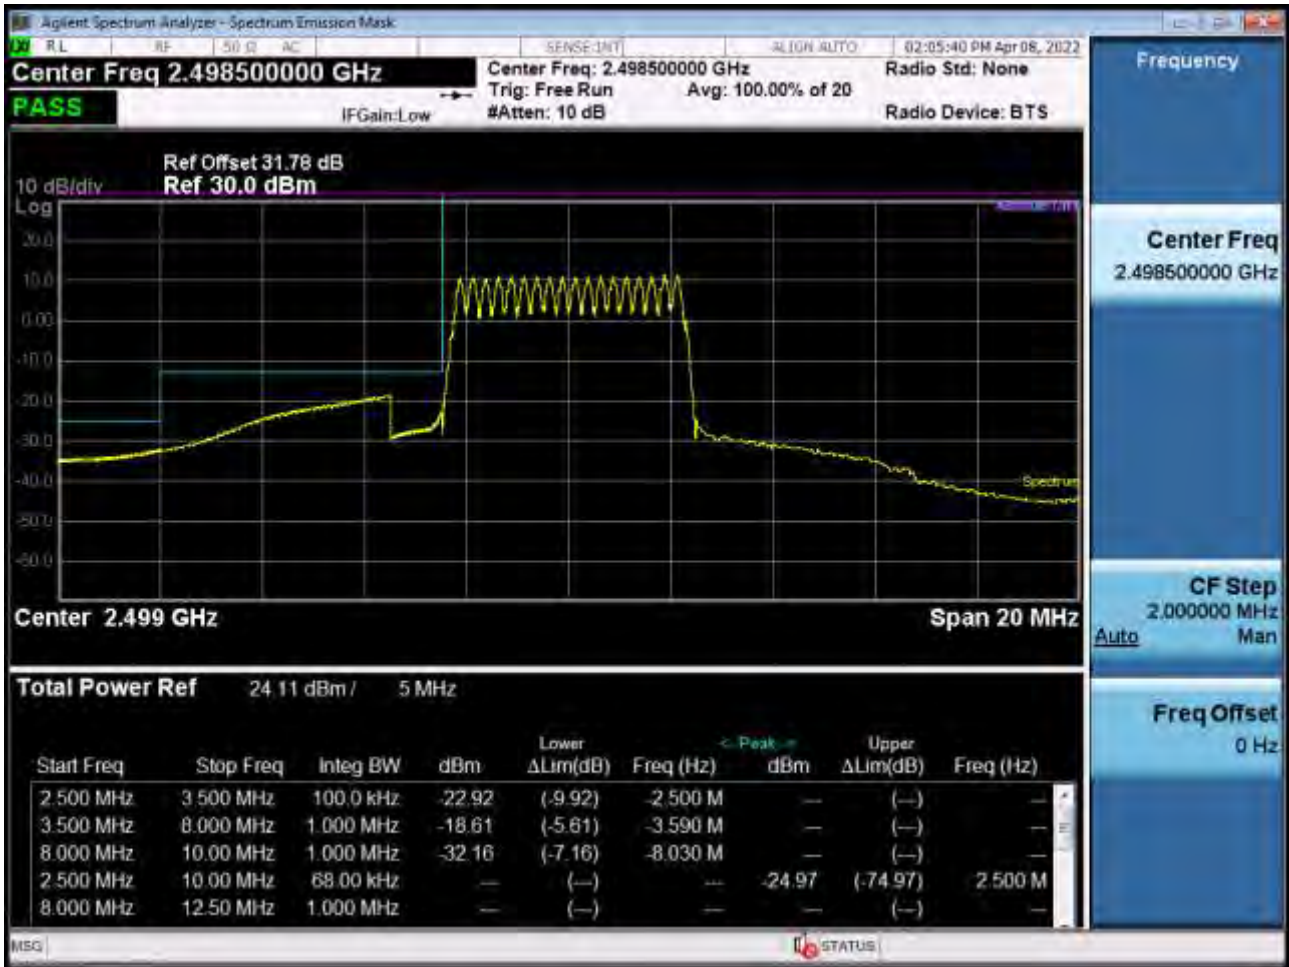 Agilent Spectrum Analyzer - Spectrum Emission Mask
RL RF 50 Ω AC SENSE:INT ALIGN AUTO 02:05:40 PM Apr 08, 2022
Center Freq 2.498500000 GHz Center Freq: 2.498500000 GHz Radio Std: None
Trig: Free Run Avg: 100.00% of 20
PASS IFGain:Low #Atten: 10 dB Radio Device: BTS
Ref Offset 31.78 dB
10 dB/div Ref 30.0 dBm
Log
20.0
10.0
0.00
-10.0
-20.0
-30.0
-40.0
Spectrum
-50.0
-60.0
Center 2.499 GHz Span 20 MHz
Total Power Ref 24.11 dBm / 5 MHz
Lower <- Peak -> Upper
Start Freq Stop Freq Integ BW dBm ΔLim(dB) Freq (Hz) dBm ΔLim(dB) Freq (Hz)
2.500 MHz 3.500 MHz 100.0 kHz -22.92 (-9.92) -2.500 M --- (---) ---
3.500 MHz 8.000 MHz 1.000 MHz -18.61 (-5.61) -3.590 M --- (---) ---
8.000 MHz 10.00 MHz 1.000 MHz -32.16 (-7.16) -8.030 M --- (---) ---
2.500 MHz 10.00 MHz 68.00 kHz --- (---) --- -24.97 (-74.97) 2.500 M
8.000 MHz 12.50 MHz 1.000 MHz --- (---) --- --- (---) ---
MSG STATUS
Frequency
Center Freq
2.498500000 GHz
CF Step
2.000000 MHz
Auto Man
Freq Offset
0 Hz